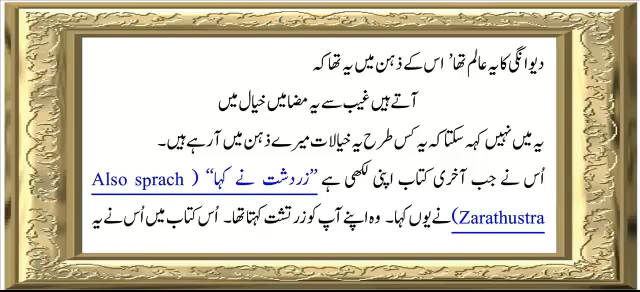 دیوانگی کا یہ عالم تھا’ اس کے ذہن میں یہ تھا کہ
آتے ہیں غیب سے یہ مضامیں خیال میں
یہ میں نہیں کہہ سکتا کہ یہ کس طرح یہ خیالات میرے ذہن میں آرہے ہیں۔
اُس نے جب آخری کتاب اپنی لکھی ہے ”زردشت نے کہا“ ( Also sprach
Zarathustra)نے یوں کہا۔ وہ اپنے آپ کو زرتشت کہتا تھا۔ اُس کتاب میں اُس نے یہ